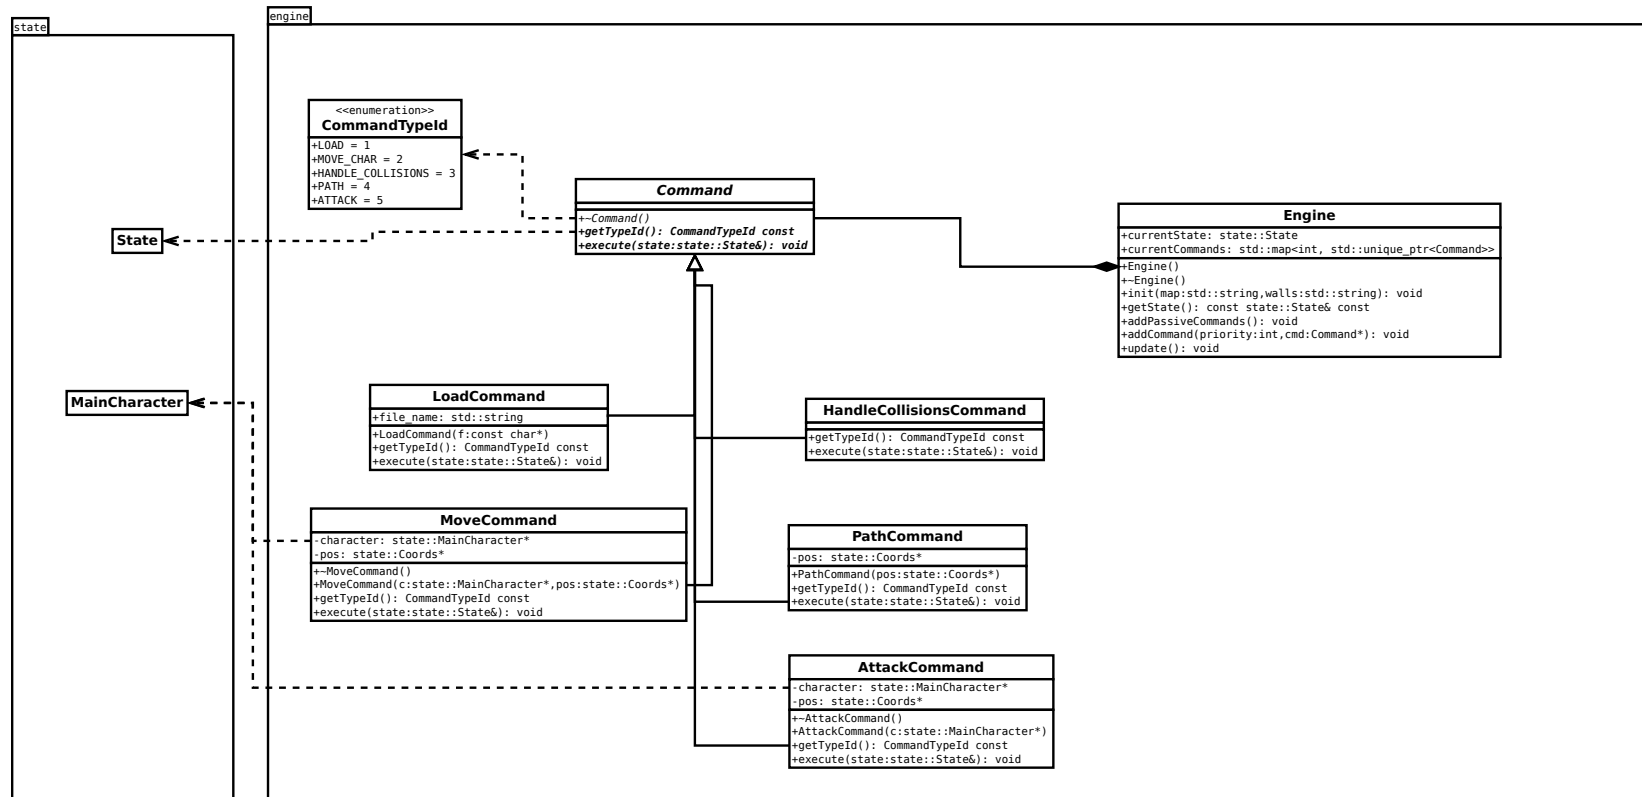 state
engine
<<enumeration>>
CommandTypeId
+LOAD = 1
+MOVE_CHAR = 2
+HANDLE_COLLISIONS = 3
+PATH = 4
+ATTACK = 5
Command
+~Command()
+getTypeId(): CommandTypeId const
+execute(state:state::State&): void
Engine
+currentState: state::State
+currentCommands: std::map<int, std::unique_ptr<Command>>
+Engine()
+~Engine()
+init(map:std::string,walls:std::string): void
+getState(): const state::State& const
+addPassiveCommands(): void
+addCommand(priority:int,cmd:Command*): void
+update(): void
State
MainCharacter
LoadCommand
+file_name: std::string
+LoadCommand(f:const char*)
+getTypeId(): CommandTypeId const
+execute(state:state::State&): void
HandleCollisionsCommand
+getTypeId(): CommandTypeId const
+execute(state:state::State&): void
MoveCommand
-character: state::MainCharacter*
-pos: state::Coords*
+~MoveCommand()
+MoveCommand(c:state::MainCharacter*,pos:state::Coords*)
+getTypeId(): CommandTypeId const
+execute(state:state::State&): void
PathCommand
-pos: state::Coords*
+PathCommand(pos:state::Coords*)
+getTypeId(): CommandTypeId const
+execute(state:state::State&): void
AttackCommand
-character: state::MainCharacter*
-pos: state::Coords*
+~AttackCommand()
+AttackCommand(c:state::MainCharacter*)
+getTypeId(): CommandTypeId const
+execute(state:state::State&): void